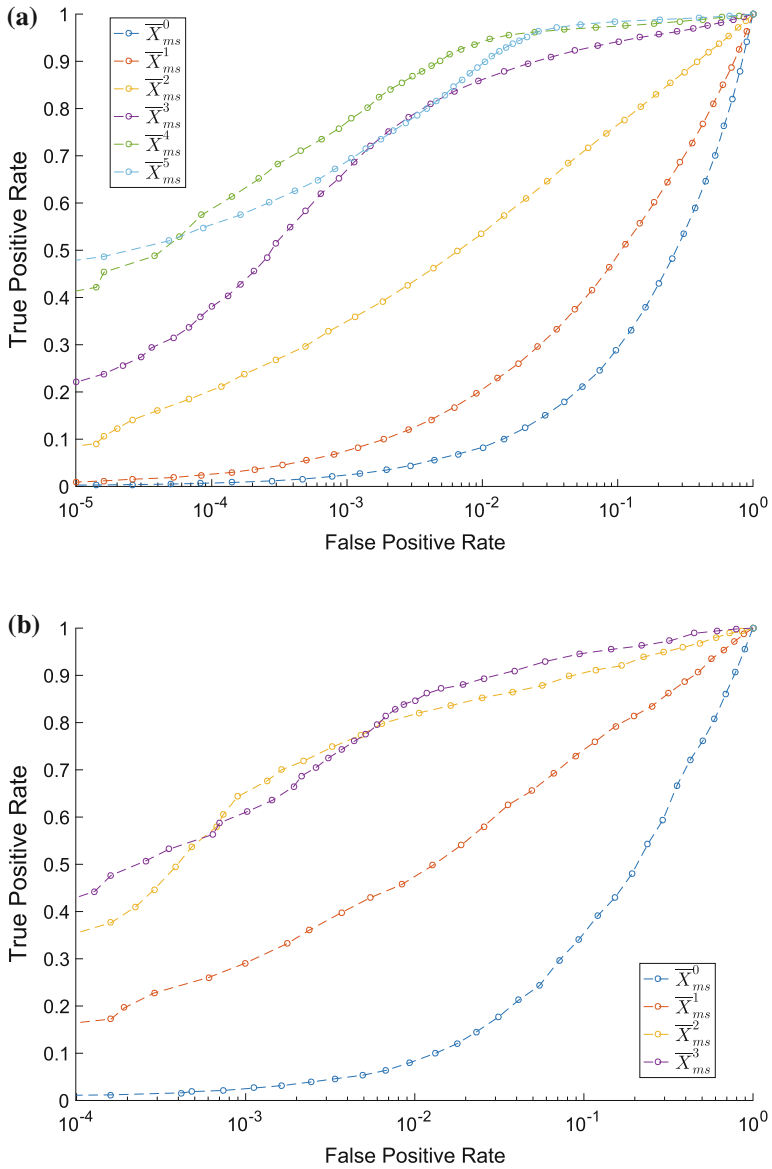 (a)
True Positive Rate
1
0.9
0.8
0.7
0.6
0.5
0.4
0.3
0.2
0.1
0
X̅⁰ₘₛ
X̅¹ₘₛ
X̅²ₘₛ
X̅³ₘₛ
X̅⁴ₘₛ
X̅⁵ₘₛ
10⁻⁵ 10⁻⁴ 10⁻³ 10⁻² 10⁻¹ 10⁰
False Positive Rate
(b)
True Positive Rate
1
0.9
0.8
0.7
0.6
0.5
0.4
0.3
0.2
0.1
0
X̅⁰ₘₛ
X̅¹ₘₛ
X̅²ₘₛ
X̅³ₘₛ
10⁻⁴ 10⁻³ 10⁻² 10⁻¹ 10⁰
False Positive Rate